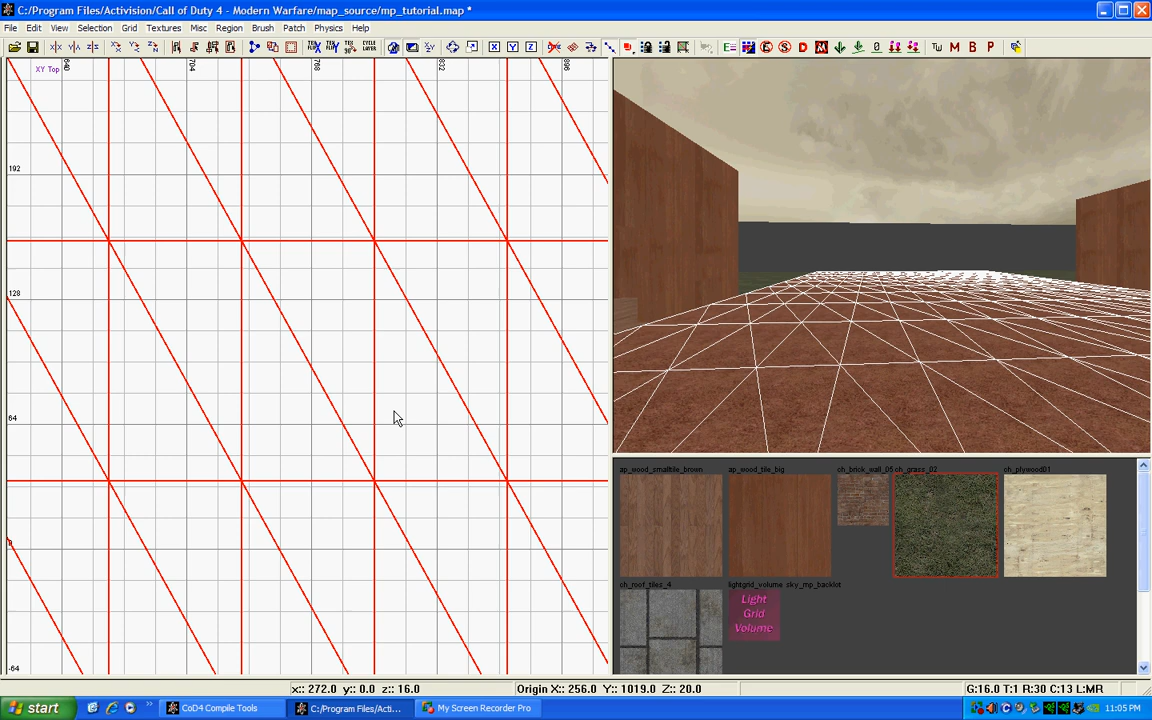 C:/Program Files/Activision/Call of Duty 4 - Modern Warfare/map_source/mp_tutorial.map *
File Edit View Selection Grid Textures Misc Region Brush Patch Physics Help
XY Top
640
704
768
832
896
192
128
64
-64
ap_wood_smalltile_brown
ap_wood_tile_big
ch_brick_wall_05
ch_grass_02
ch_plywood01
ch_roof_tiles_4
lightgrid_volume
sky_mp_backlot
Light
Grid
Volume
x:: 272.0 y:: 0.0 z:: 16.0
Origin X:: 256.0 Y:: 1019.0 Z:: 20.0
G:16.0 T:1 R:30 C:13 L:MR
start
CoD4 Compile Tools
C:/Program Files/Acti...
My Screen Recorder Pro
11:05 PM